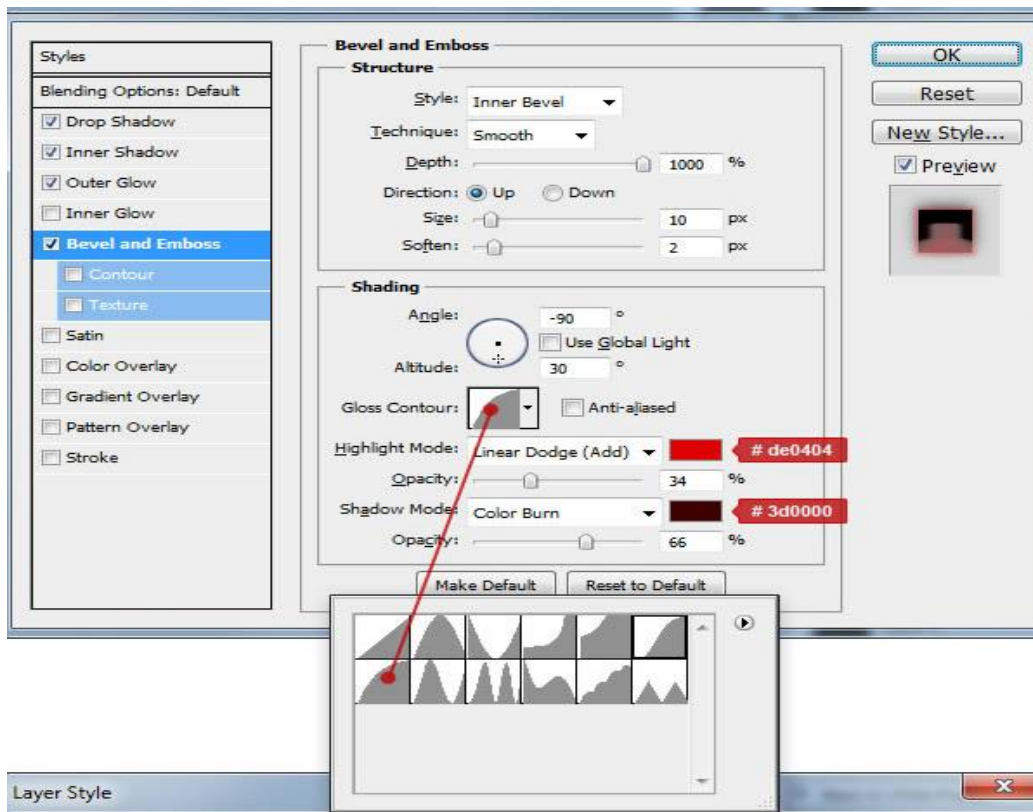 Styles
Blending Options: Default
Drop Shadow
Inner Shadow
Outer Glow
Inner Glow
Bevel and Emboss
Contour
Texture
Satin
Color Overlay
Gradient Overlay
Pattern Overlay
Stroke
Bevel and Emboss
Structure
Style: Inner Bevel
Technique: Smooth
Depth: 1000 %
Direction: Up Down
Size: 10 px
Soften: 2 px
Shading
Angle: -90 °
Use Global Light
Altitude: 30 °
Gloss Contour: Anti-aliased
Highlight Mode: Linear Dodge (Add) # de0404
Opacity: 34 %
Shadow Mode: Color Burn # 3d0000
Opacity: 66 %
Make Default Reset to Default
OK
Reset
New Style...
Preview
Layer Style